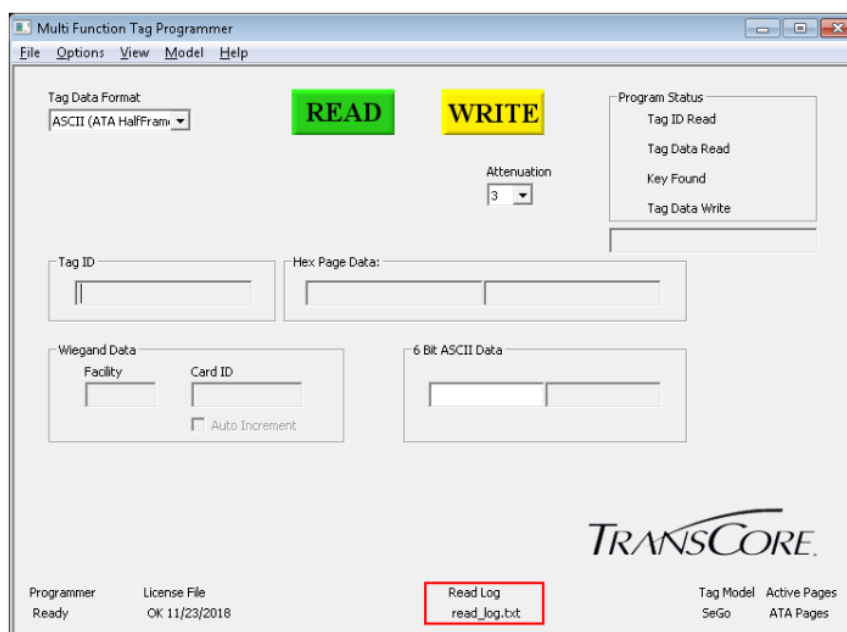 Multi Function Tag Programmer
File Options View Model Help
Tag Data Format
ASCII (ATA HalfFram
READ
WRITE
Attenuation
3
Program Status
Tag ID Read
Tag Data Read
Key Found
Tag Data Write
Tag ID
Hex Page Data:
Wiegand Data
Facility Card ID
Auto Increment
6 Bit ASCII Data
TRANSCORE.
Programmer License File Read Log Tag Model Active Pages
Ready OK 11/23/2018 read_log.txt SeGo ATA Pages